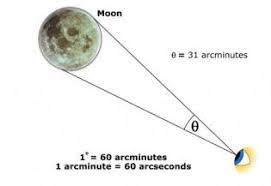 Moon
θ = 31 arcminutes
θ
1° = 60 arcminutes
1 arcminute = 60 arcseconds